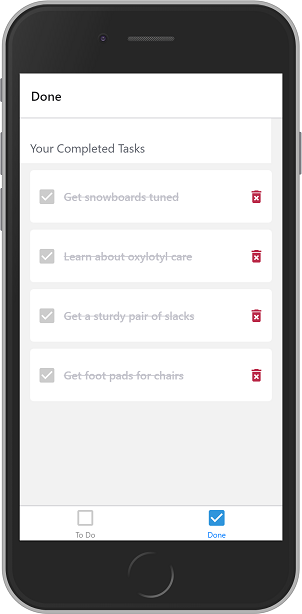 Done
Your Completed Tasks
Get snowboards tuned
Learn about oxylotyl care
Get a sturdy pair of slacks
Get foot pads for chairs
To Do
Done